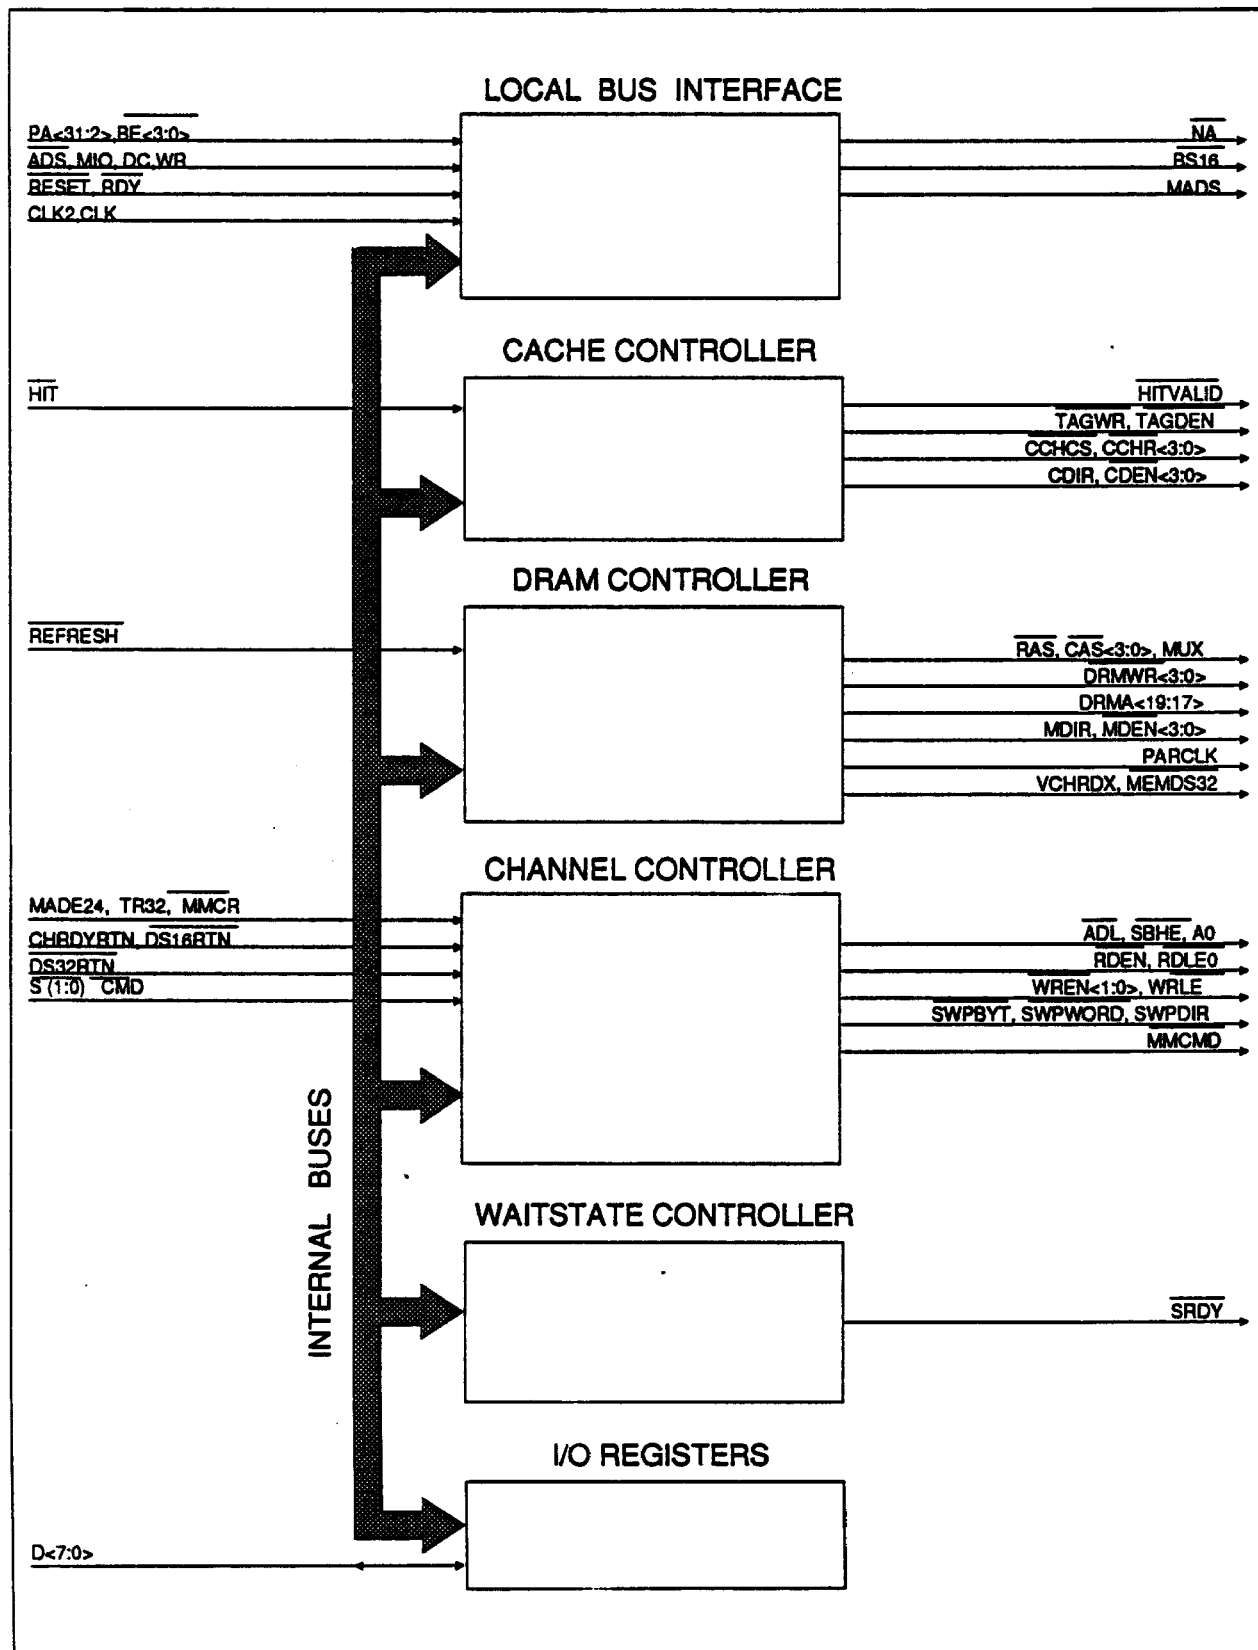 LOCAL BUS INTERFACE
PA<31:2>,BE<3:0>
ADS, MIO, DC,WR
RESET, RDY
CLK2,CLK
NA
BS16
MADS
CACHE CONTROLLER
HIT
HITVALID
TAGWR, TAGDEN
CCHCS, CCHR<3:0>
CDIR, CDEN<3:0>
DRAM CONTROLLER
REFRESH
RAS, CAS<3:0>, MUX
DRMWR<3:0>
DRMA<19:17>
MDIR, MDEN<3:0>
PARCLK
VCHRDX, MEMDS32
CHANNEL CONTROLLER
MADE24, TR32, MMCR
CHRDYRTN, DS16RTN
DS32RTN
S (1:0) CMD
ADL, SBHE, A0
RDEN, RDLE0
WREN<1:0>, WRLE
SWPBYT, SWPWORD, SWPDIR
MMCMD
INTERNAL BUSES
WAITSTATE CONTROLLER
SRDY
I/O REGISTERS
D<7:0>